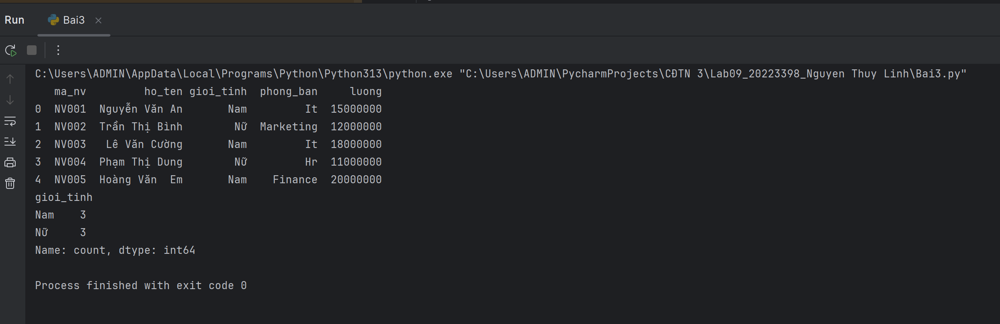 Run Bai3
C:\Users\ADMIN\AppData\Local\Programs\Python\Python313\python.exe "C:\Users\ADMIN\PycharmProjects\CĐTN 3\Lab09_20223398_Nguyen Thuy Linh\Bai3.py"
   ma_nv         ho_ten gioi_tinh  phong_ban     luong
0  NV001  Nguyễn Văn An       Nam         It  15000000
1  NV002  Trần Thị Bình        Nữ  Marketing  12000000
2  NV003   Lê Văn Cường       Nam         It  18000000
3  NV004  Phạm Thị Dung        Nữ         Hr  11000000
4  NV005  Hoàng Văn  Em       Nam    Finance  20000000
gioi_tinh
Nam    3
Nữ     3
Name: count, dtype: int64
Process finished with exit code 0